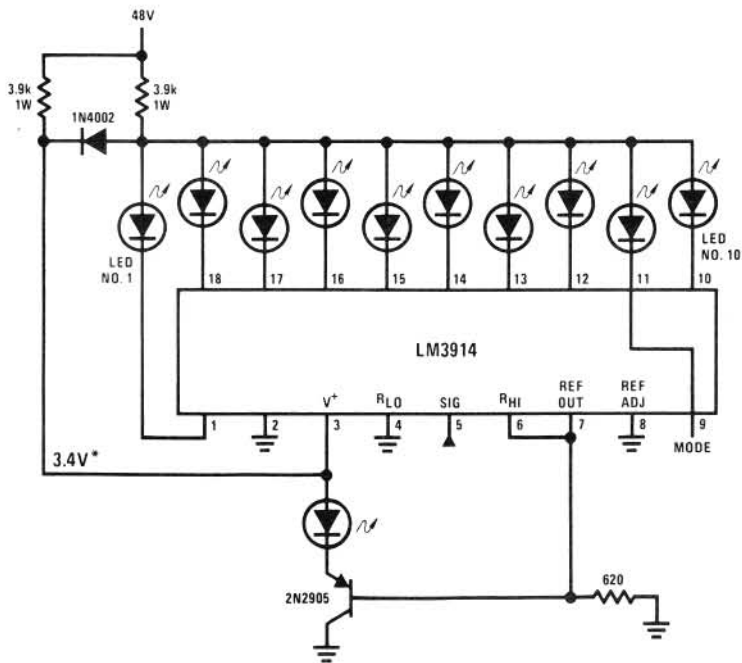 48V
3.9k
1W
3.9k
1W
1N4002
LED
NO. 1
LED
NO. 10
18
17
16
15
14
13
12
11
10
LM3914
V+
RLO
SIG
RHI
REF
OUT
REF
ADJ
1
2
3
4
5
6
7
8
9
MODE
3.4V*
2N2905
620